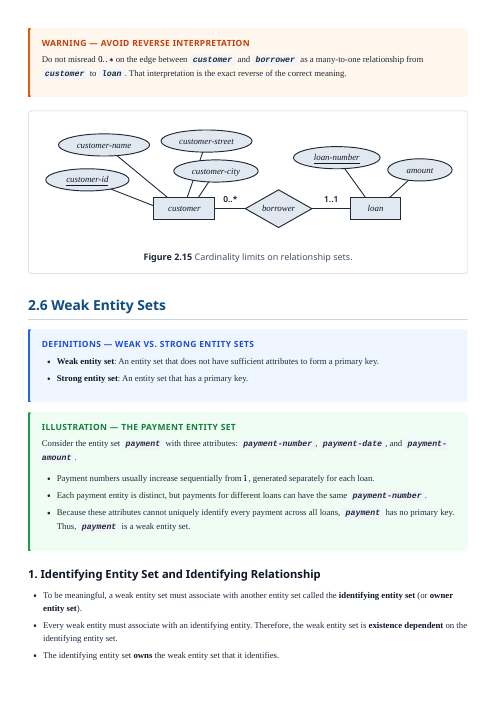 WARNING — AVOID REVERSE INTERPRETATION
Do not misread 0..* on the edge between customer and borrower as a many-to-one relationship from
customer to loan . That interpretation is the exact reverse of the correct meaning.
customer-name
customer-street
customer-city
customer-id
loan-number
amount
customer
0..*
borrower
1..1
loan
Figure 2.15 Cardinality limits on relationship sets.
2.6 Weak Entity Sets
DEFINITIONS — WEAK VS. STRONG ENTITY SETS
• Weak entity set: An entity set that does not have sufficient attributes to form a primary key.
• Strong entity set: An entity set that has a primary key.
ILLUSTRATION — THE PAYMENT ENTITY SET
Consider the entity set payment with three attributes: payment-number , payment-date , and payment-
amount .
• Payment numbers usually increase sequentially from 1, generated separately for each loan.
• Each payment entity is distinct, but payments for different loans can have the same payment-number .
• Because these attributes cannot uniquely identify every payment across all loans, payment has no primary key.
Thus, payment is a weak entity set.
1. Identifying Entity Set and Identifying Relationship
• To be meaningful, a weak entity set must associate with another entity set called the identifying entity set (or owner
entity set).
• Every weak entity must associate with an identifying entity. Therefore, the weak entity set is existence dependent on the
identifying entity set.
• The identifying entity set owns the weak entity set that it identifies.